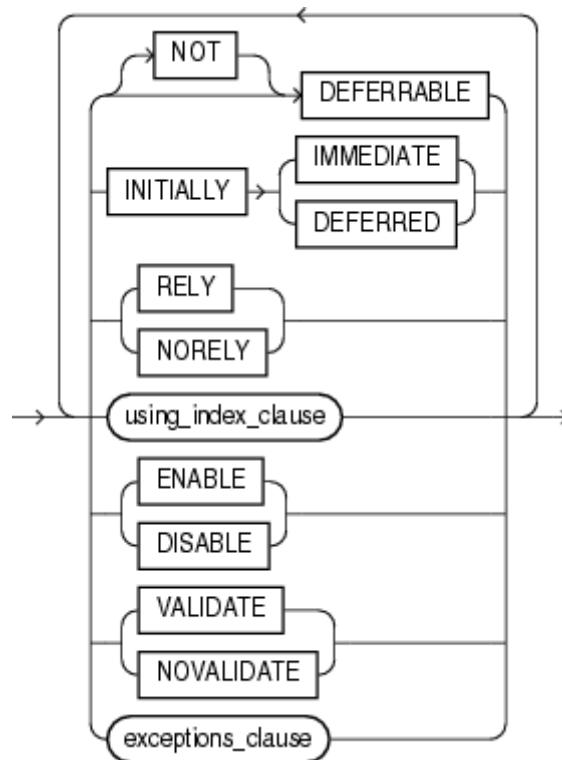 NOT
DEFERRABLE
INITIALLY
IMMEDIATE
DEFERRED
RELY
NORELY
using_index_clause
ENABLE
DISABLE
VALIDATE
NOVALIDATE
exceptions_clause